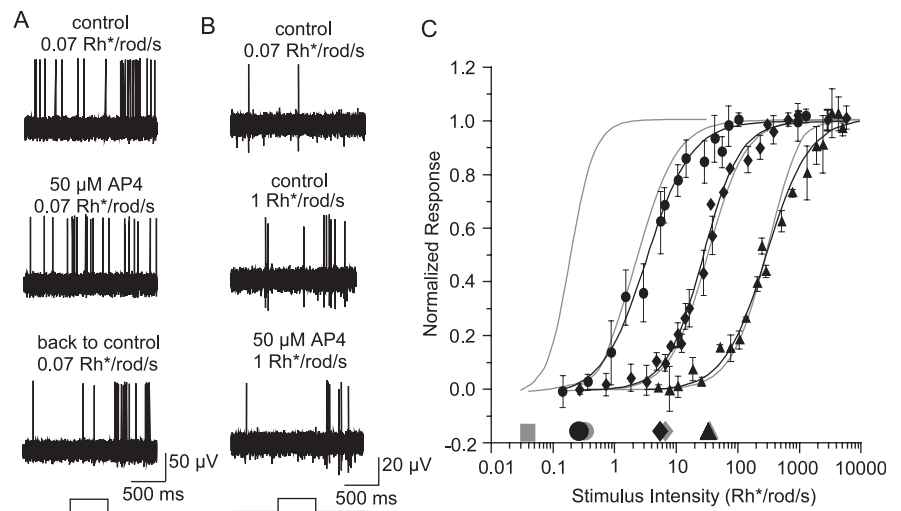 A
control
0.07 Rh*/rod/s
50 µM AP4
0.07 Rh*/rod/s
back to control
0.07 Rh*/rod/s
50 µV
500 ms
B
control
0.07 Rh*/rod/s
control
1 Rh*/rod/s
50 µM AP4
1 Rh*/rod/s
20 µV
500 ms
C
Normalized Response
1.2
1.0
0.8
0.6
0.4
0.2
0.0
-0.2
0.01
0.1
1
10
100
1000
10000
Stimulus Intensity (Rh*/rod/s)